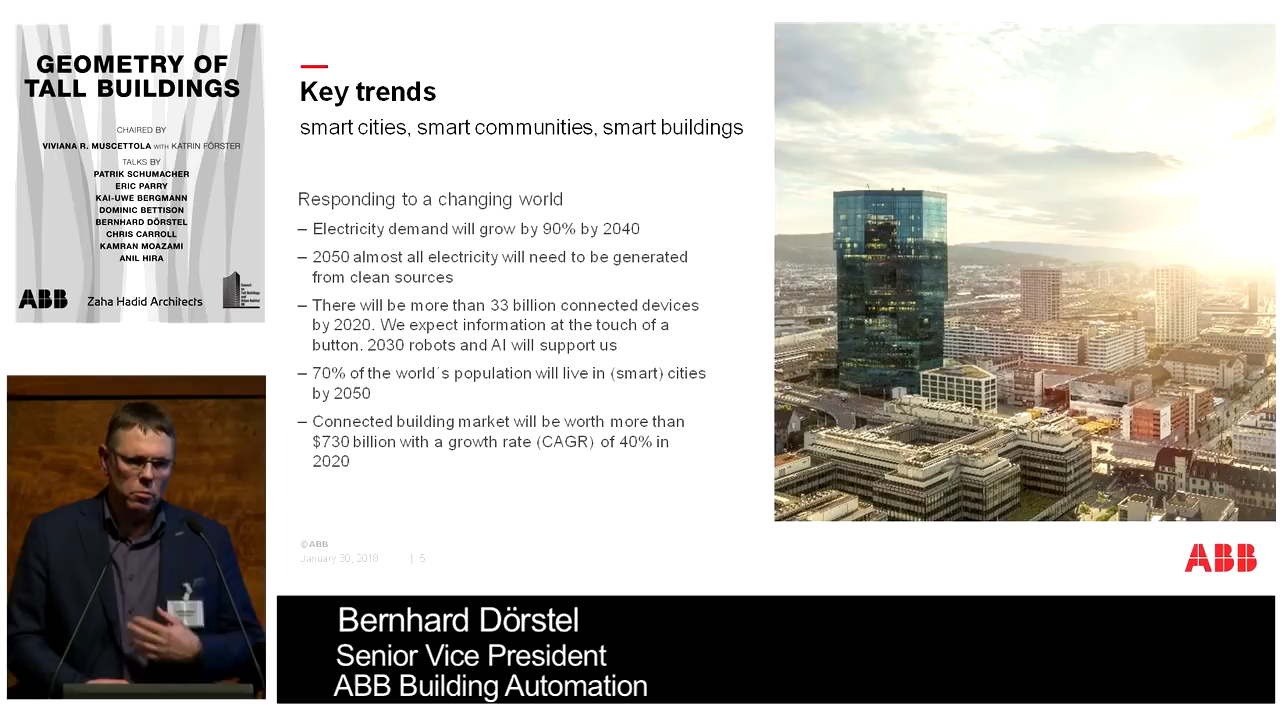 GEOMETRY OF
TALL BUILDINGS
CHAIRED BY
VIVIANA R. MUSCETTOLA WITH KATRIN FÖRSTER
TALKS BY
PATRIK SCHUMACHER
ERIC PARRY
KAI-UWE BERGMANN
DOMINIC BETTISON
BERNHARD DÖRSTEL
CHRIS CARROLL
KAMRAN MOAZAMI
ANIL HIRA
ABB
Zaha Hadid Architects
Key trends
smart cities, smart communities, smart buildings
Responding to a changing world
– Electricity demand will grow by 90% by 2040
– 2050 almost all electricity will need to be generated
from clean sources
– There will be more than 33 billion connected devices
by 2020. We expect information at the touch of a
button. 2030 robots and AI will support us
– 70% of the world´s population will live in (smart) cities
by 2050
– Connected building market will be worth more than
$730 billion with a growth rate (CAGR) of 40% in
2020
©ABB
January 30, 2018 | 5
ABB
Bernhard Dörstel
Senior Vice President
ABB Building Automation